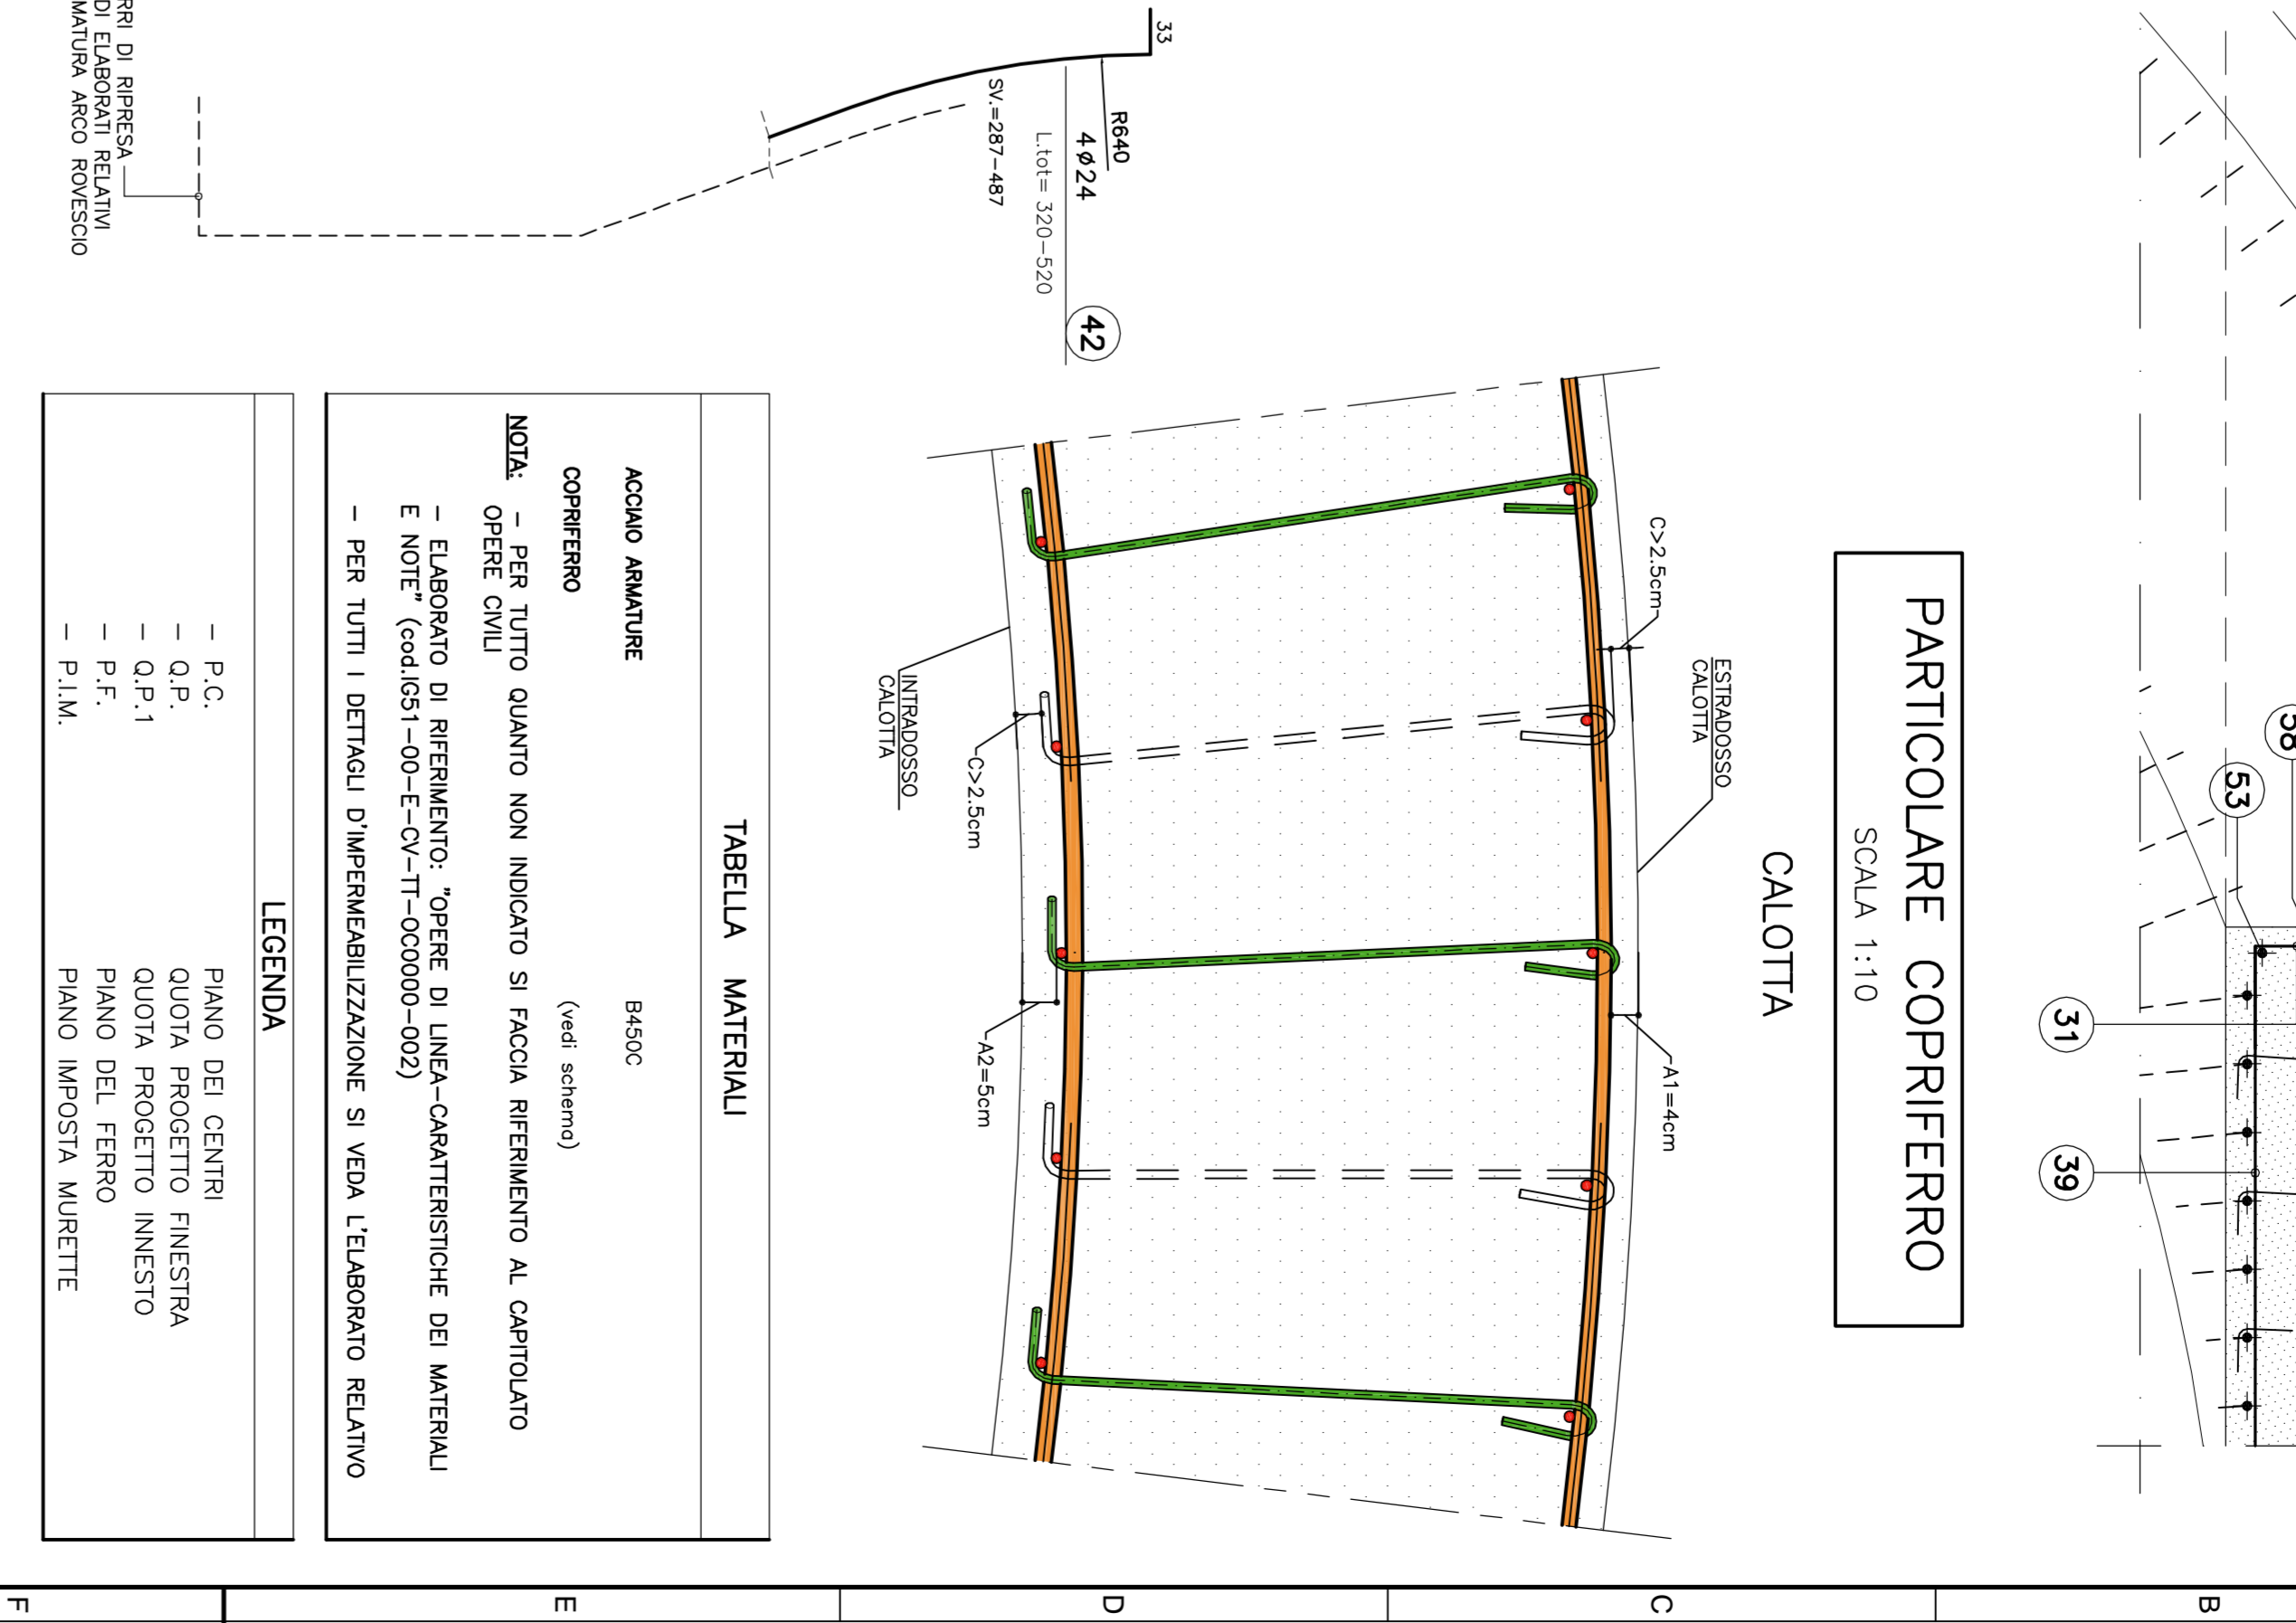 58
53
31
39
PARTICOLARE COPRIFERRO
SCALA 1:10
CALOTTA
ESTRADOSSO
CALOTTA
C>2.5cm
A1=4cm
C>2.5cm
A2=5cm
INTRADOSSO
CALOTTA
33
R640
4ø24
L.tot= 320-520
SV.=287-487
42
RRI DI RIPRESA
DI ELABORATI RELATIVI
MATURA ARCO ROVESCIO
TABELLA MATERIALI
ACCIAIO ARMATURE B450C
COPRIFERRO (vedi schema)
NOTA: - PER TUTTO QUANTO NON INDICATO SI FACCIA RIFERIMENTO AL CAPITOLATO
OPERE CIVILI
- ELABORATO DI RIFERIMENTO: "OPERE DI LINEA-CARATTERISTICHE DEI MATERIALI
E NOTE" (cod.IG51-00-E-CV-TT-OC0000-002)
- PER TUTTI I DETTAGLI D'IMPERMEABILIZZAZIONE SI VEDA L'ELABORATO RELATIVO
LEGENDA
- P.C. PIANO DEI CENTRI
- Q.P. QUOTA PROGETTO FINESTRA
- Q.P.1 QUOTA PROGETTO INNESTO
- P.F. PIANO DEL FERRO
- P.I.M. PIANO IMPOSTA MURETTE
B
C
D
E
F